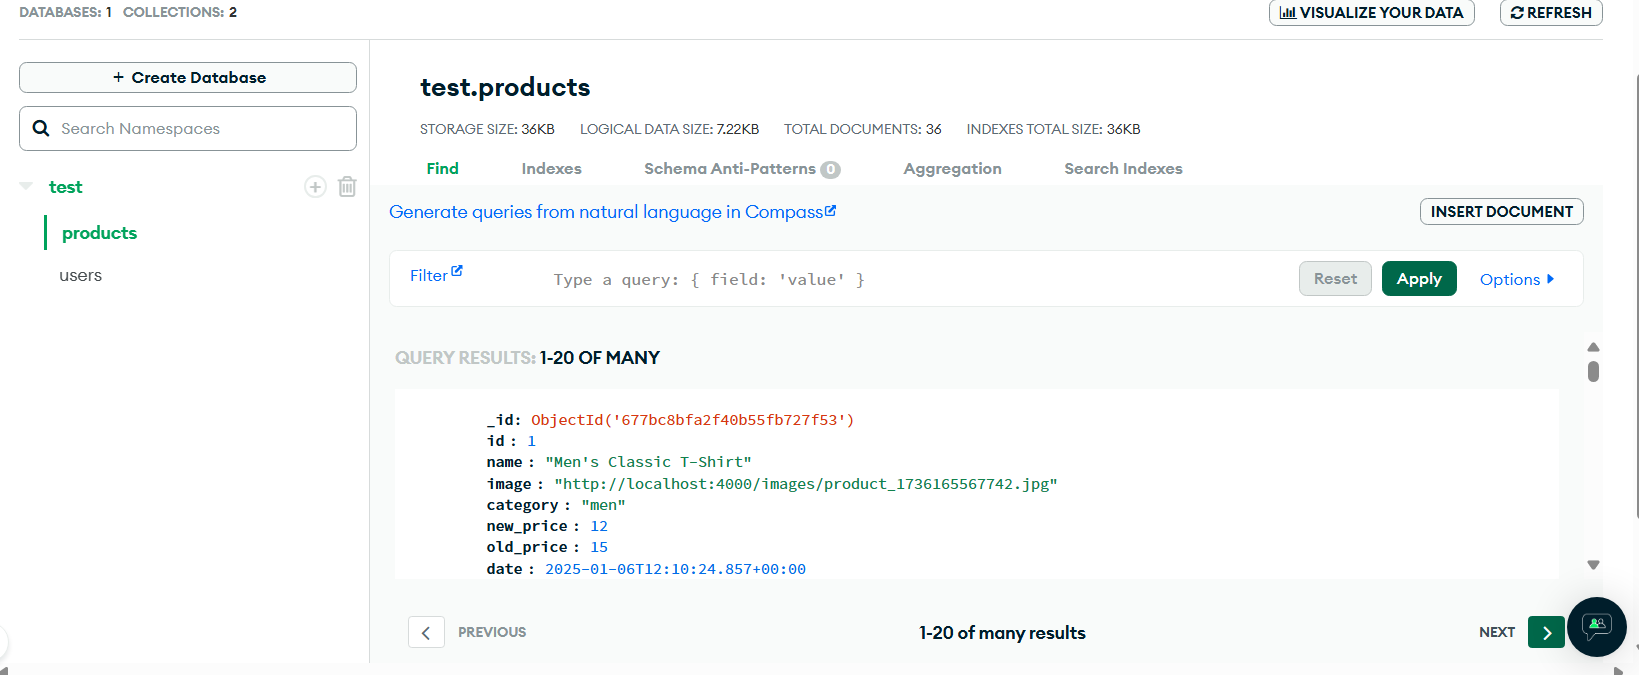 DATABASES: 1 COLLECTIONS: 2
VISUALIZE YOUR DATA
REFRESH
+ Create Database
Search Namespaces
test
products
users
test.products
STORAGE SIZE: 36KB LOGICAL DATA SIZE: 7.22KB TOTAL DOCUMENTS: 36 INDEXES TOTAL SIZE: 36KB
Find Indexes Schema Anti-Patterns 0 Aggregation Search Indexes
Generate queries from natural language in Compass
INSERT DOCUMENT
Filter Type a query: { field: 'value' } Reset Apply Options
QUERY RESULTS: 1-20 OF MANY
_id: ObjectId('677bc8bfa2f40b55fb727f53')
id : 1
name : "Men's Classic T-Shirt"
image : "http://localhost:4000/images/product_1736165567742.jpg"
category : "men"
new_price : 12
old_price : 15
date : 2025-01-06T12:10:24.857+00:00
PREVIOUS 1-20 of many results NEXT